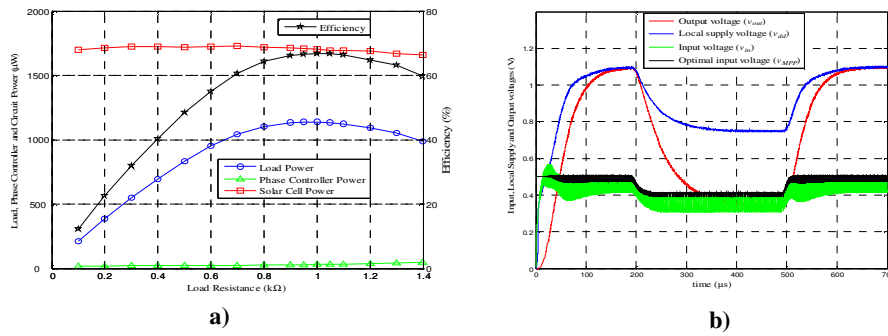 Load, Phase Controller and Circuit Power (μW)
2000
1500
1000
500
0
Efficiency
Load Power
Phase Controller Power
Solar Cell Power
80
60
40
20
0
Efficiency (%)
0 0.2 0.4 0.6 0.8 1.0 1.2 1.4
Load Resistance (kΩ)
a)
Input, Local Supply and Output voltages (V)
1.4
1.2
1
0.8
0.6
0.4
0.2
0
Output voltage (vout)
Local supply voltage (vdd)
Input voltage (vin)
Optimal input voltage (vMPP)
0 100 200 300 400 500 600 700
time (μs)
b)